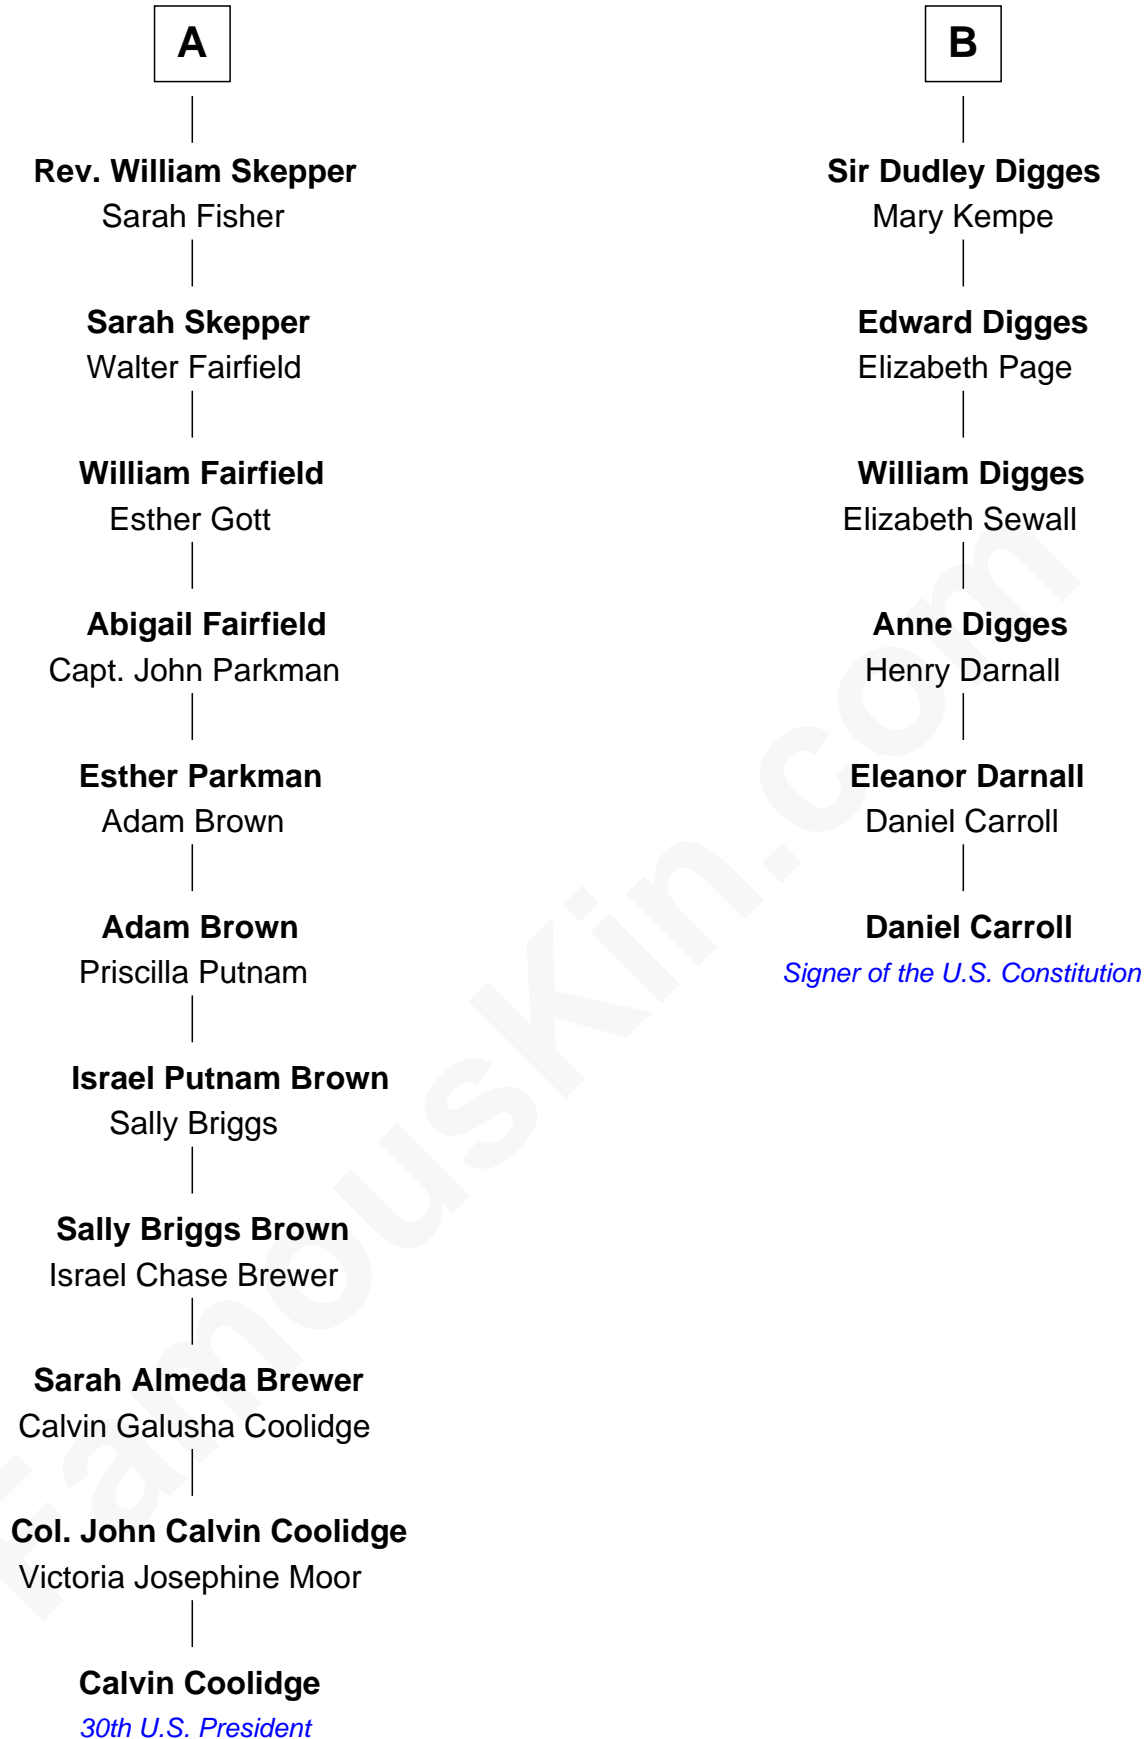 A
Rev. William Skepper
Sarah Fisher
Sarah Skepper
Walter Fairfield
William Fairfield
Esther Gott
Abigail Fairfield
Capt. John Parkman
Esther Parkman
Adam Brown
Adam Brown
Priscilla Putnam
Israel Putnam Brown
Sally Briggs
Sally Briggs Brown
Israel Chase Brewer
Sarah Almeda Brewer
Calvin Galusha Coolidge
Col. John Calvin Coolidge
Victoria Josephine Moor
Calvin Coolidge
30th U.S. President
B
Sir Dudley Digges
Mary Kempe
Edward Digges
Elizabeth Page
William Digges
Elizabeth Sewall
Anne Digges
Henry Darnall
Eleanor Darnall
Daniel Carroll
Daniel Carroll
Signer of the U.S. Constitution
FamousKin.com